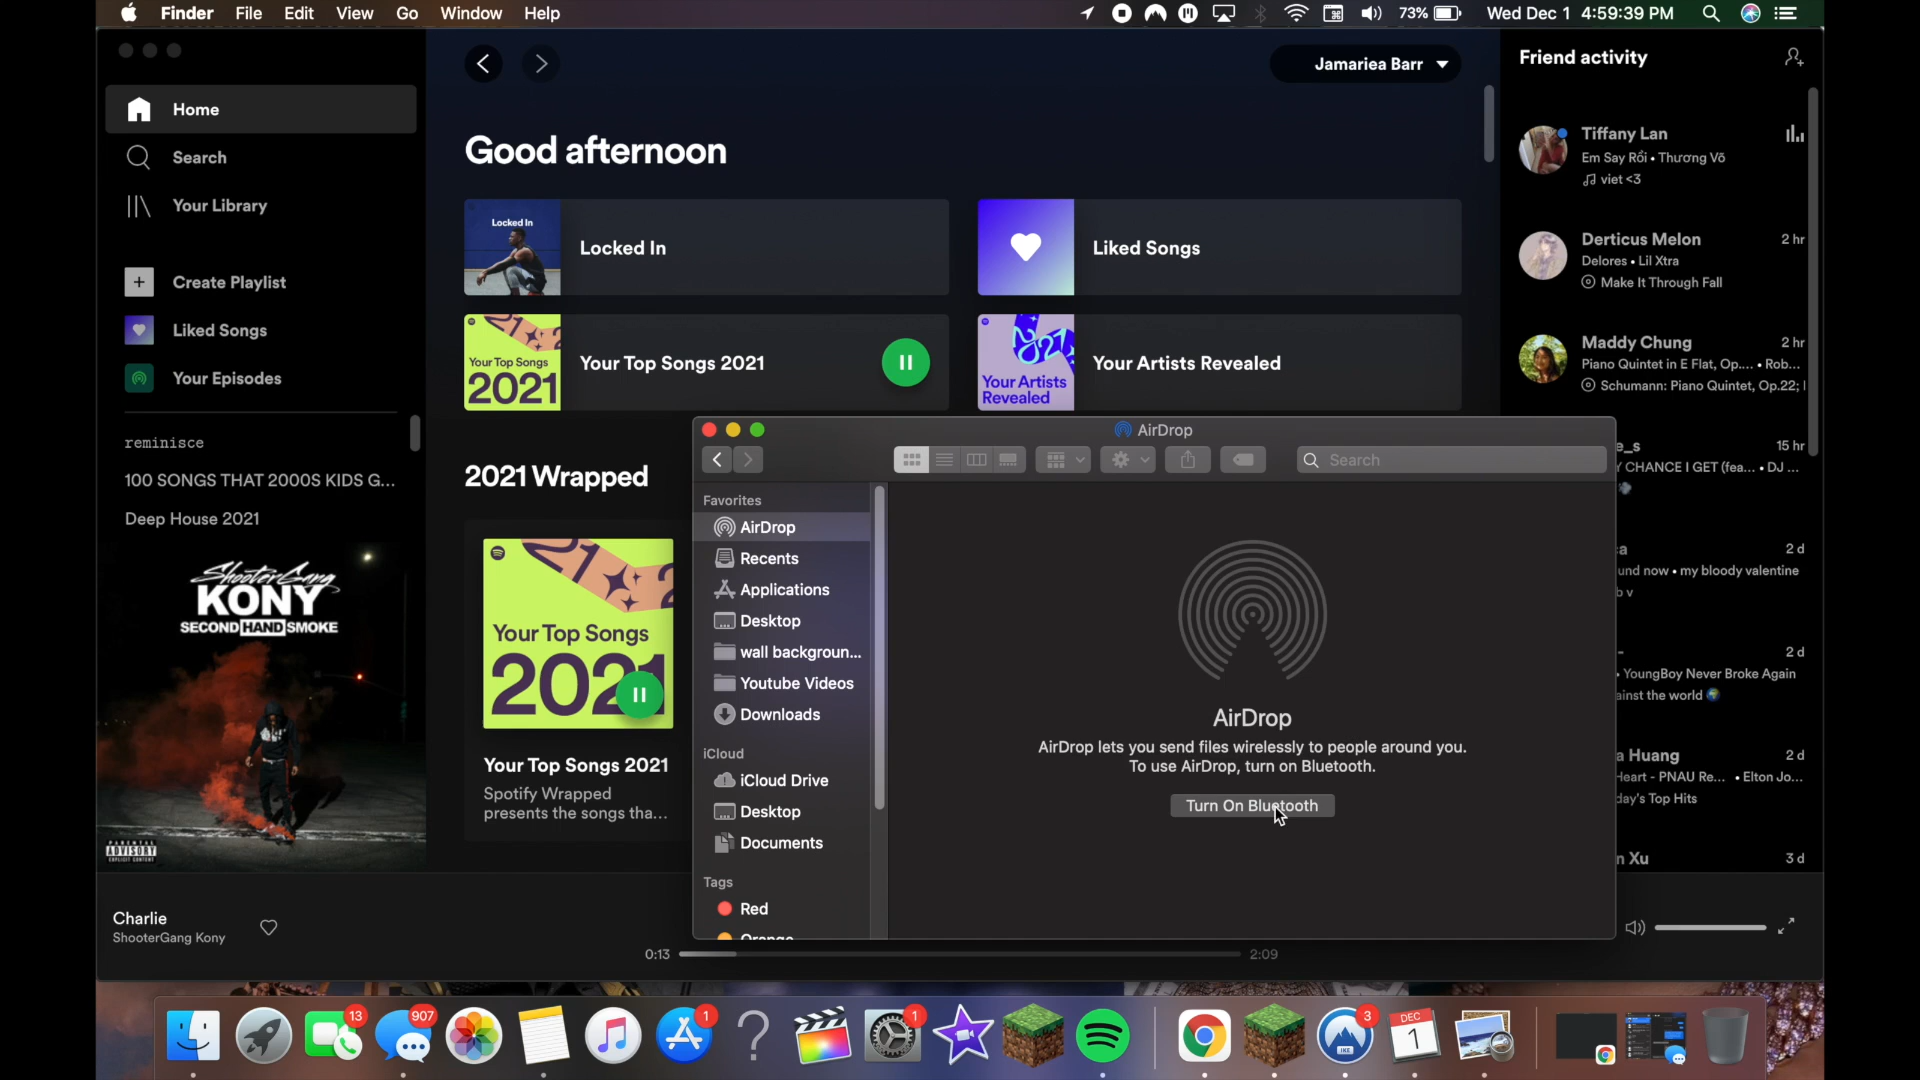 Finder File Edit View Go Window Help
73% Wed Dec 1 4:59:39 PM
Home
Search
Your Library
Create Playlist
Liked Songs
Your Episodes
reminisce
100 SONGS THAT 2000S KIDS G...
Deep House 2021
ShooterGang
KONY
SECOND HAND SMOKE
PARENTAL
ADVISORY
EXPLICIT CONTENT
Charlie
ShooterGang Kony
Jamariea Barr
Good afternoon
Locked In
Locked In
Liked Songs
Your Top Songs
2021
Your Top Songs 2021
Your Artists
Revealed
Your Artists Revealed
2021 Wrapped
Your Top Songs
2021
Your Top Songs 2021
Spotify Wrapped
presents the songs tha...
0:13
2:09
Friend activity
Tiffany Lan
Em Say Rồi • Thương Võ
viet <3
Derticus Melon 2 hr
Delores • Lil Xtra
Make It Through Fall
Maddy Chung 2 hr
Piano Quintet in E Flat, Op.... • Rob...
Schumann: Piano Quintet, Op.22;
e_s 15 hr
Y CHANCE I GET (fea... • DJ ...
a 2 d
und now • my bloody valentine
b v
2 d
• YoungBoy Never Broke Again
ainst the world
a Huang 2 d
Heart - PNAU Re... • Elton Jo...
day's Top Hits
n Xu 3 d
AirDrop
Search
Favorites
AirDrop
Recents
Applications
Desktop
wall backgroun...
Youtube Videos
Downloads
iCloud
iCloud Drive
Desktop
Documents
Tags
Red
Orange
AirDrop
AirDrop lets you send files wirelessly to people around you.
To use AirDrop, turn on Bluetooth.
Turn On Bluetooth
13
907
1
1
3
DEC
1